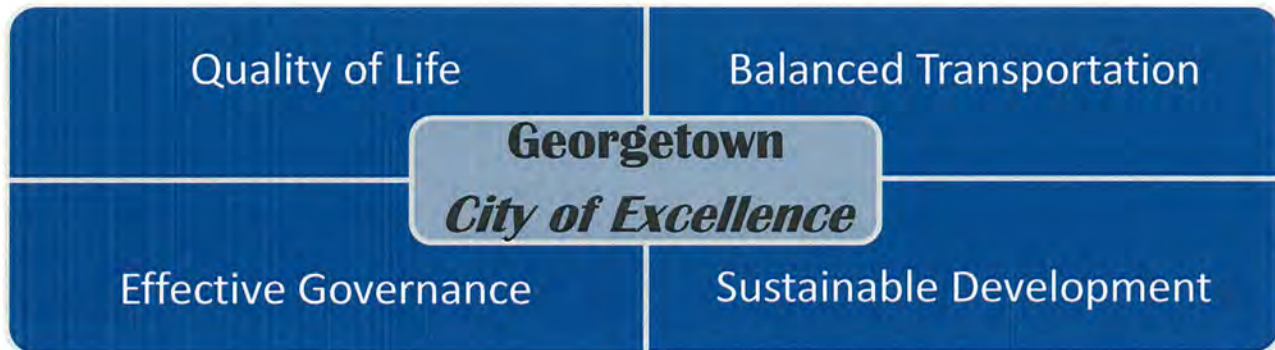 Quality of Life
Balanced Transportation
Georgetown
City of Excellence
Effective Governance
Sustainable Development